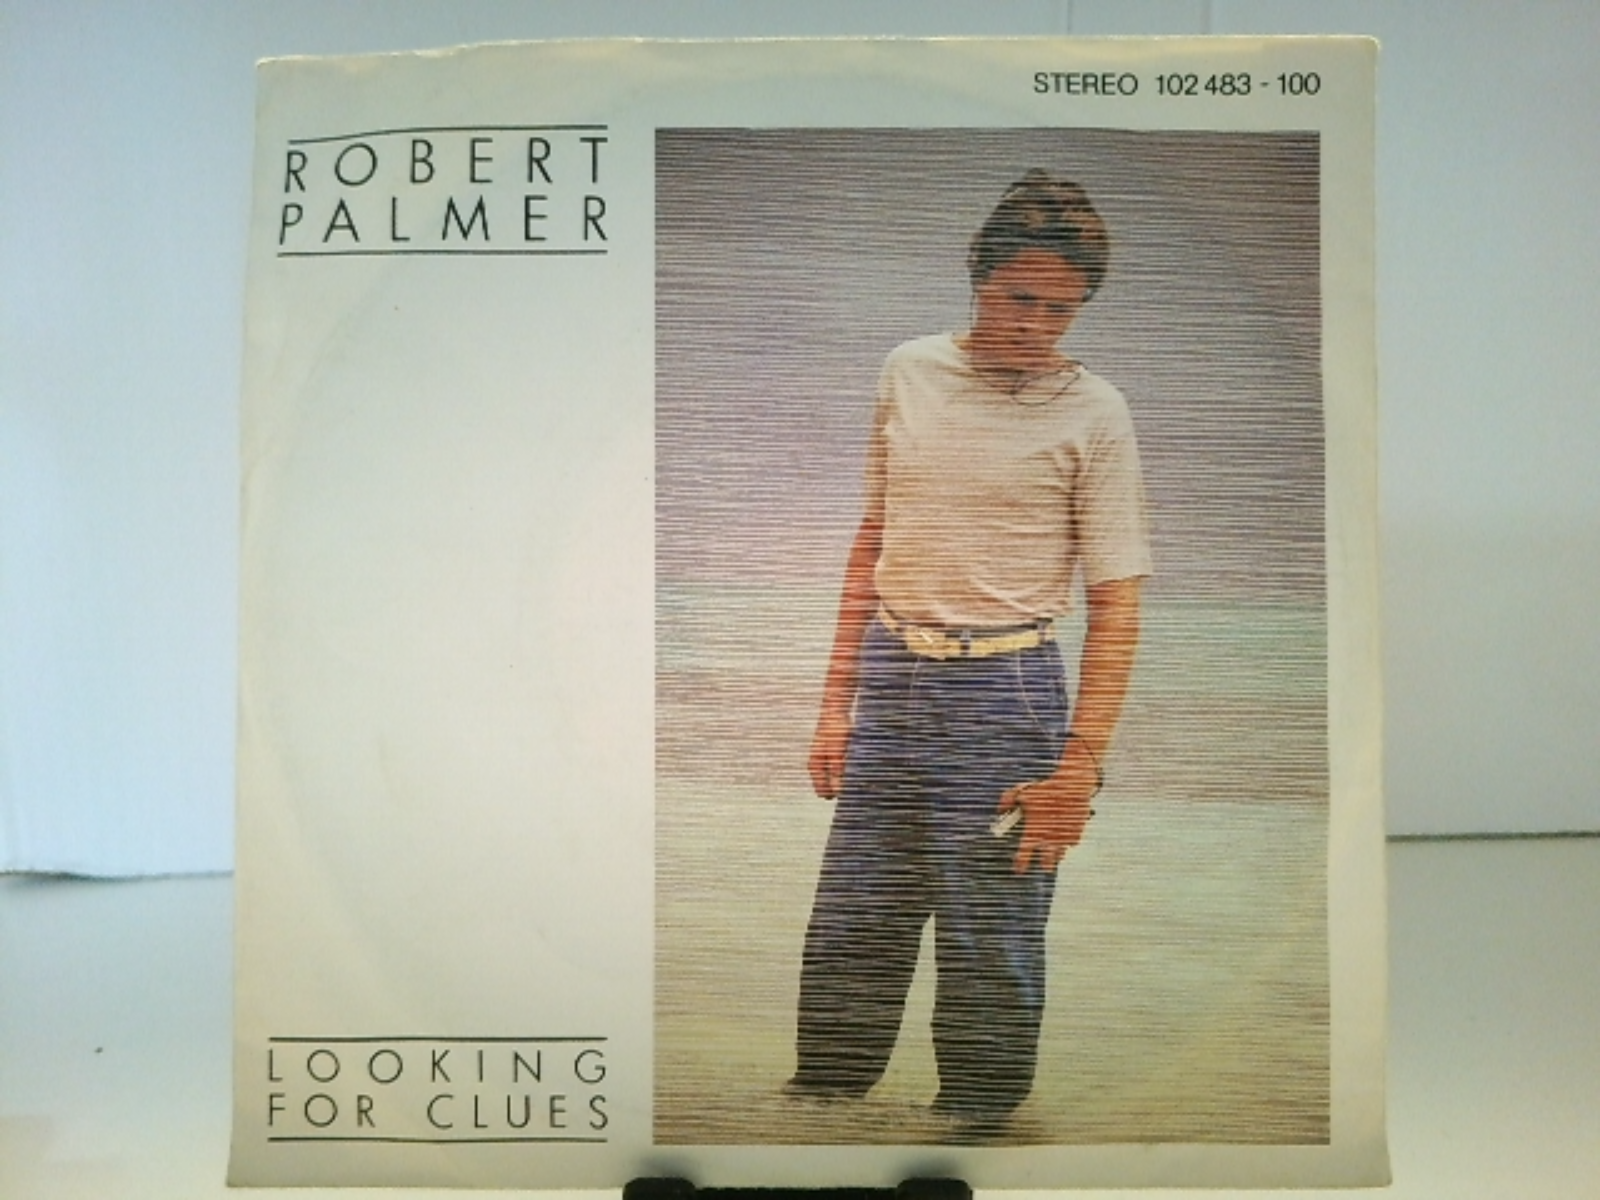 STEREO 102 483 - 100
ROBERT
PALMER
LOOKING
FOR CLUES